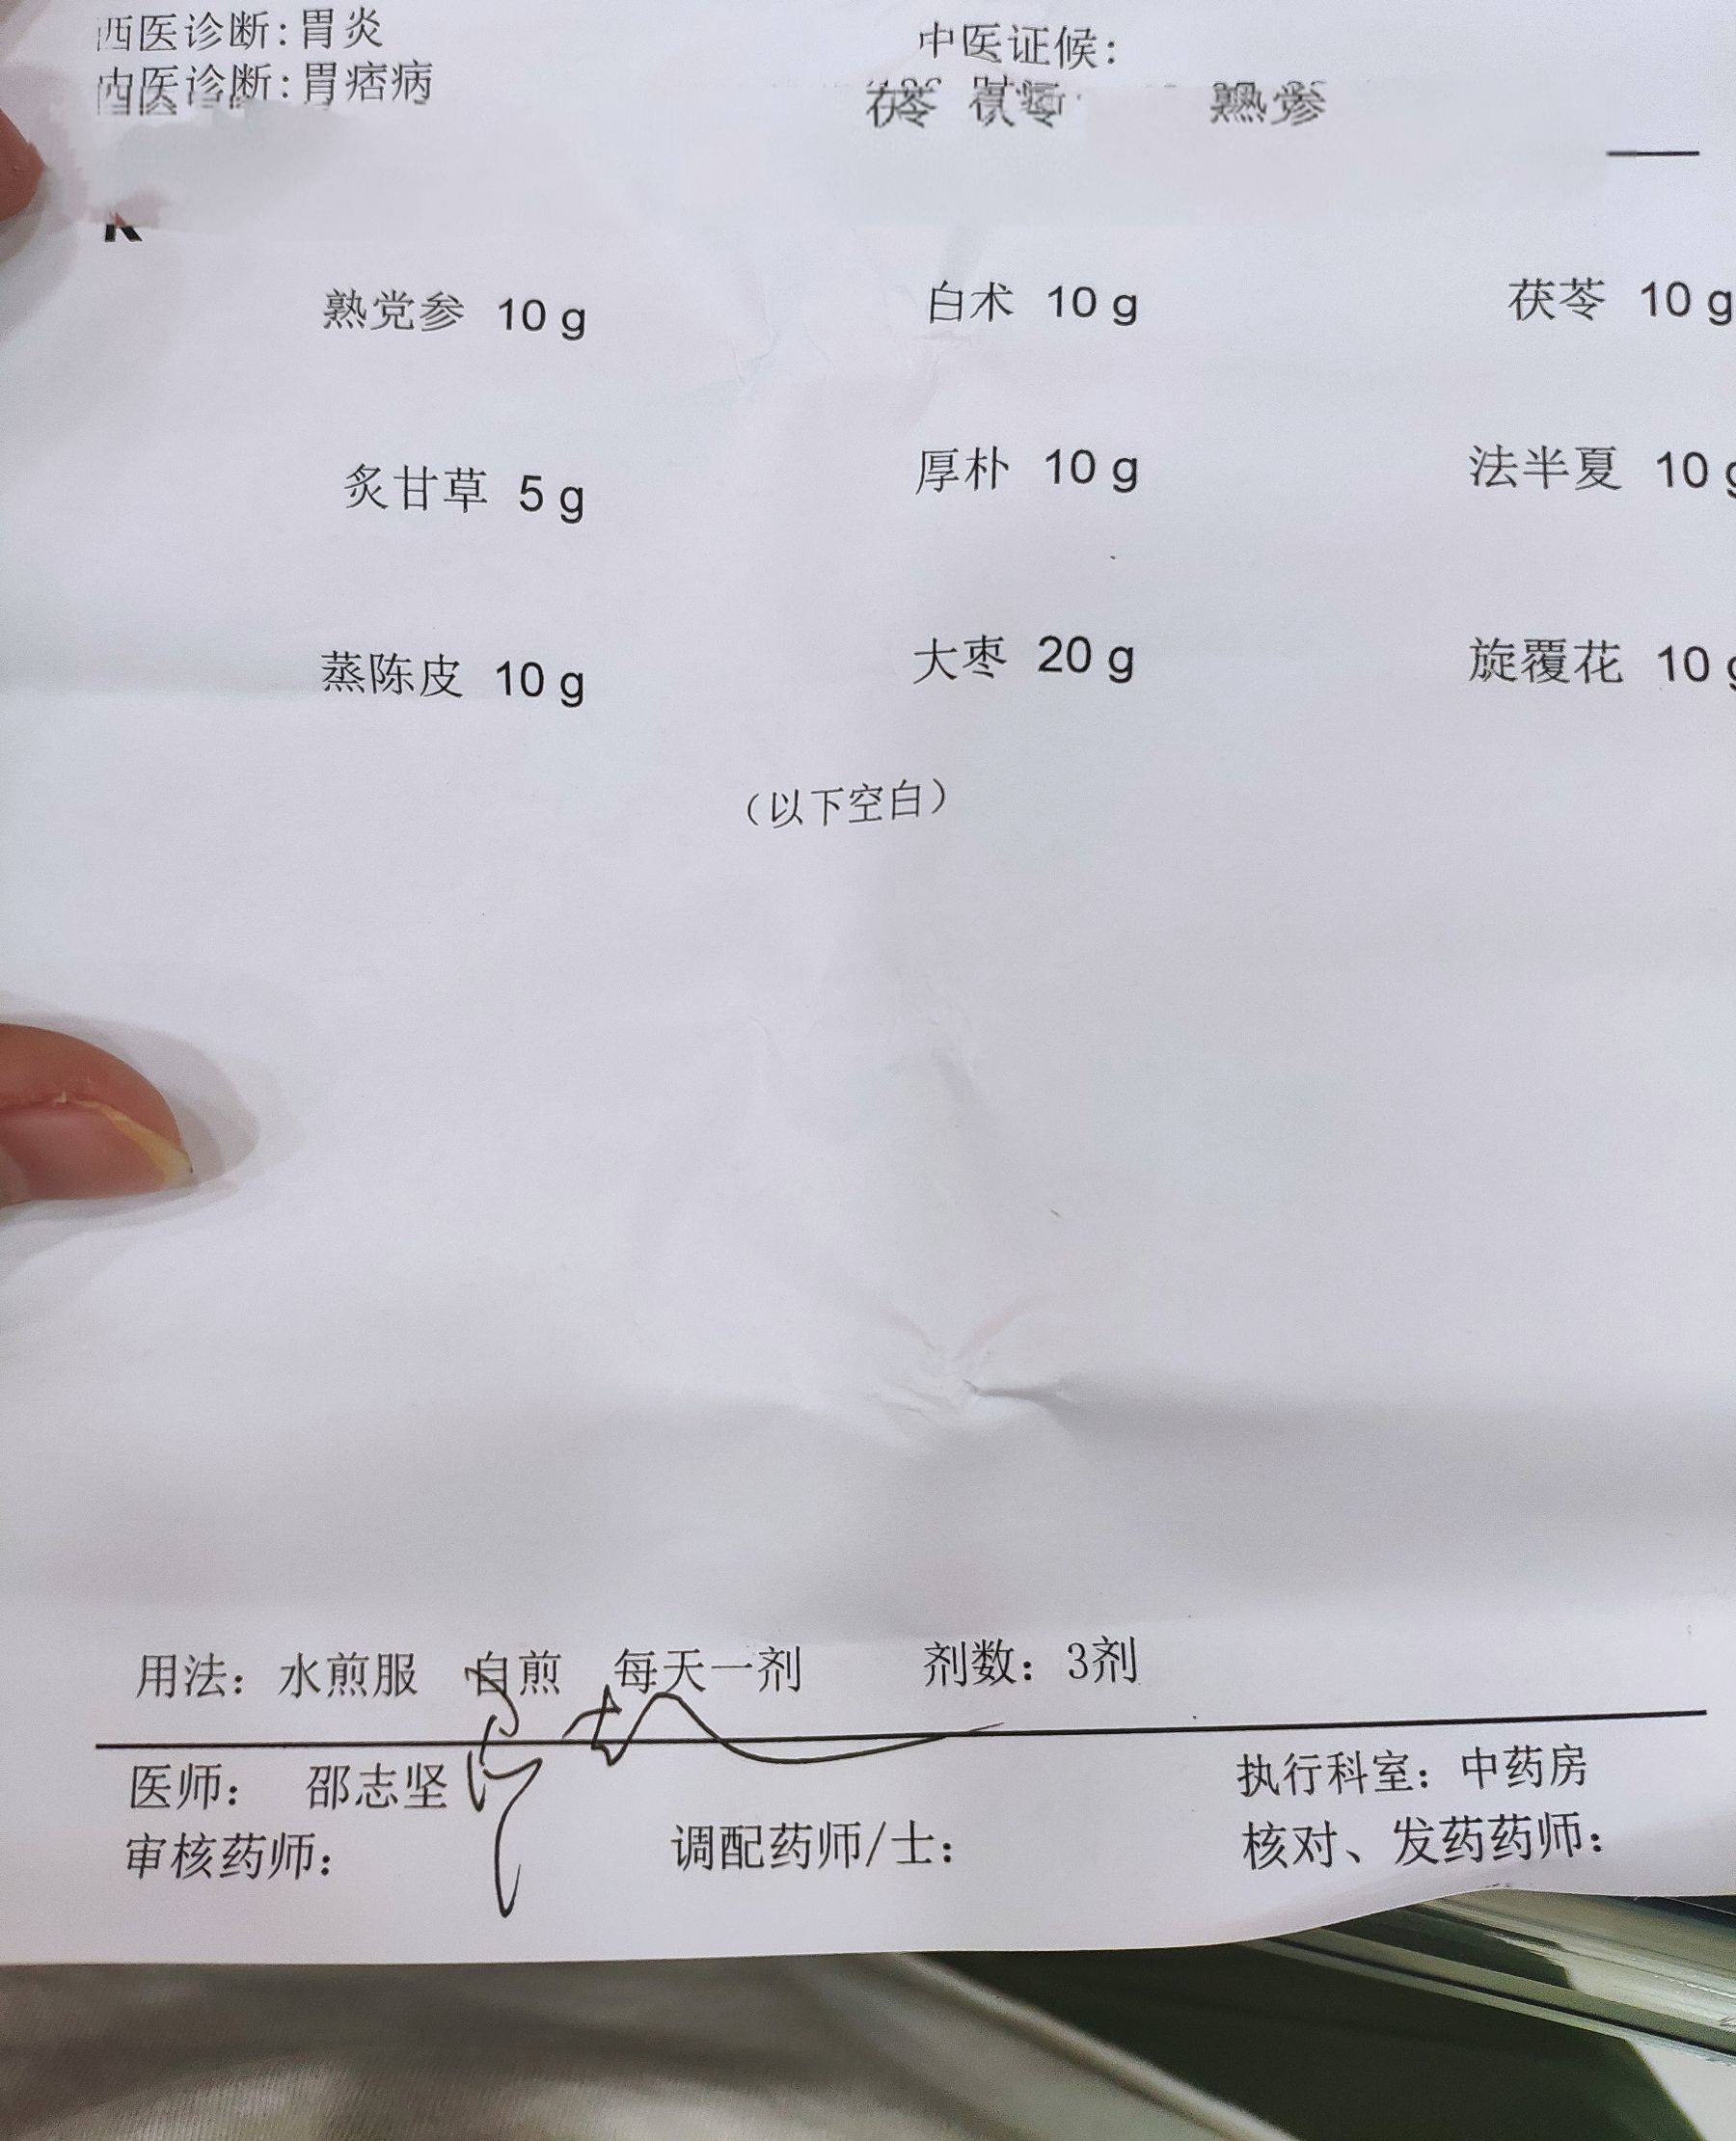 西医诊断:胃炎 中医证候:
中医诊断:胃痞病
熟党参 10 g 白术 10 g 茯苓 10 g
炙甘草 5 g 厚朴 10 g 法半夏 10 g
蒸陈皮 10 g 大枣 20 g 旋覆花 10 g
（以下空白）
用法：水煎服 自煎 每天一剂 剂数：3剂
医师： 邵志坚 执行科室：中药房
审核药师： 调配药师/士： 核对、发药药师：